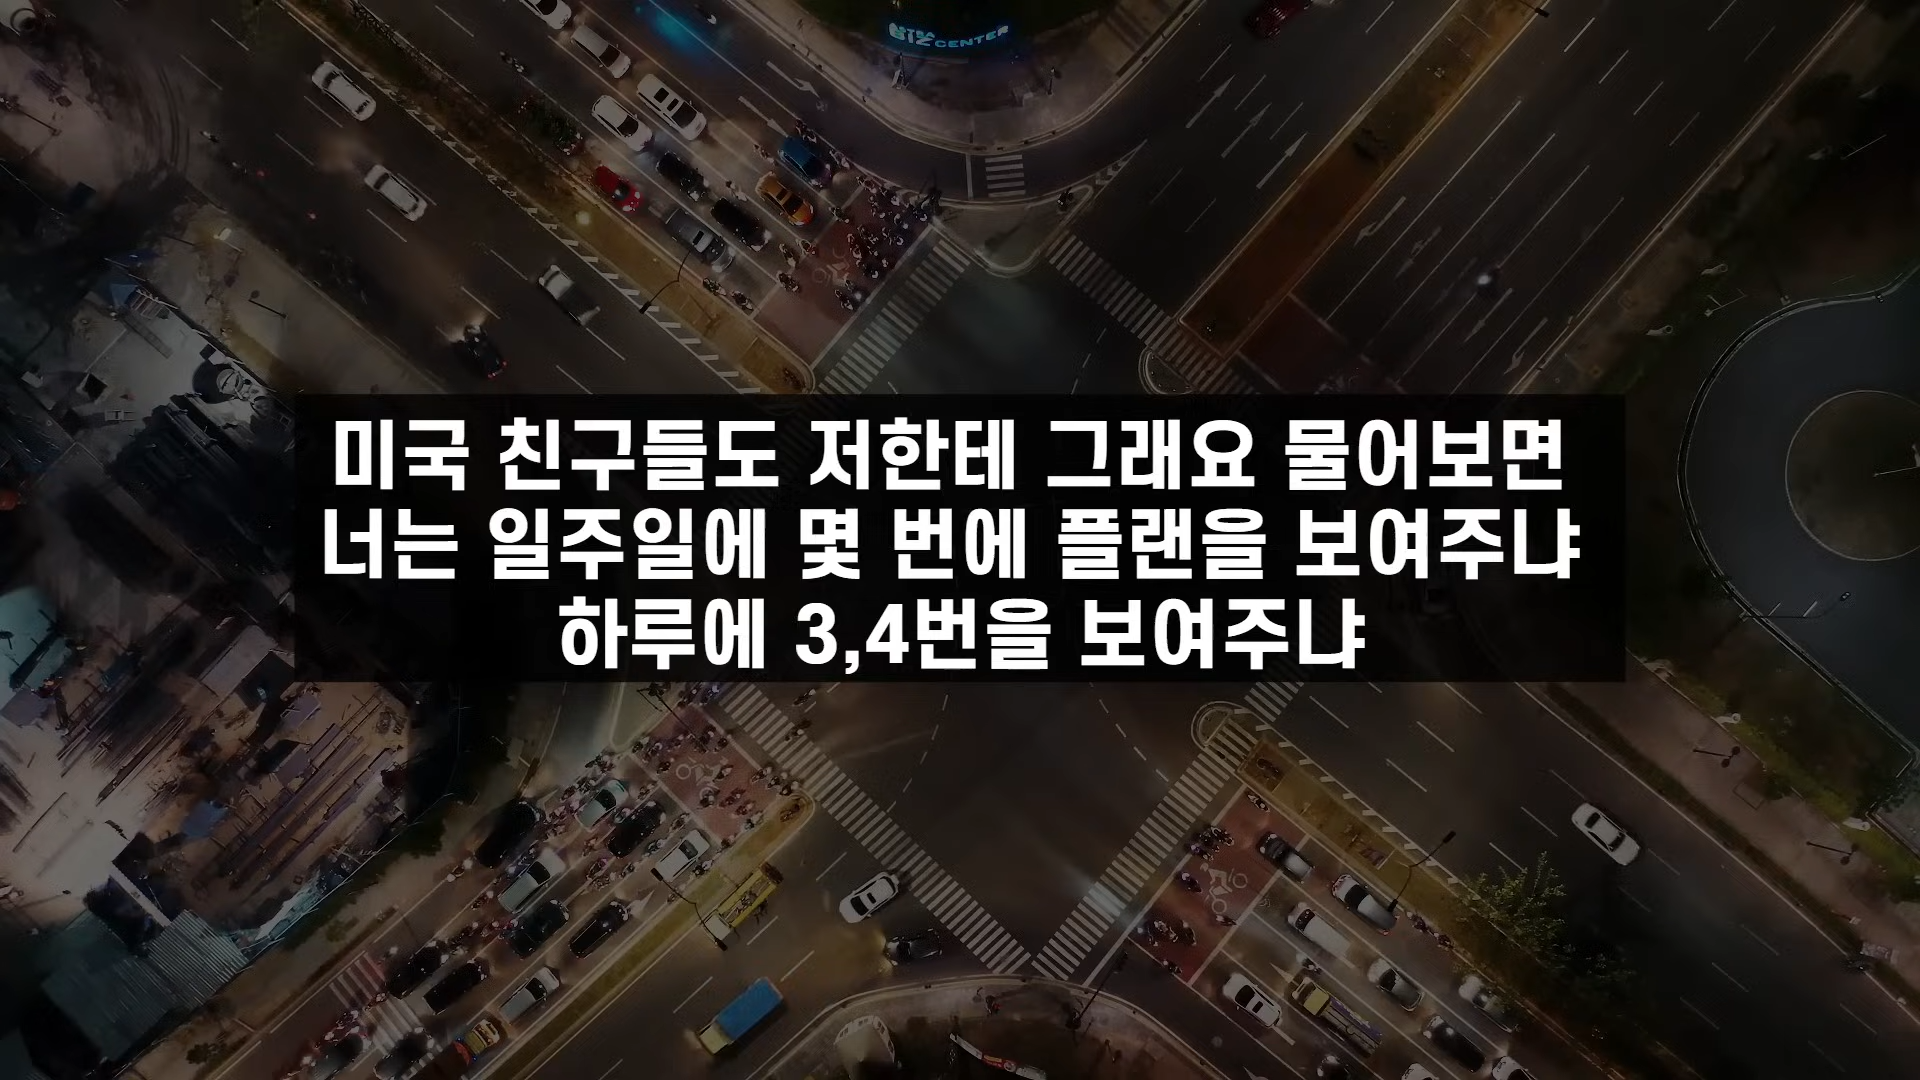 BIZCENTER
미국 친구들도 저한테 그래요 물어보면
너는 일주일에 몇 번에 플랜을 보여주냐
하루에 3,4번을 보여주냐